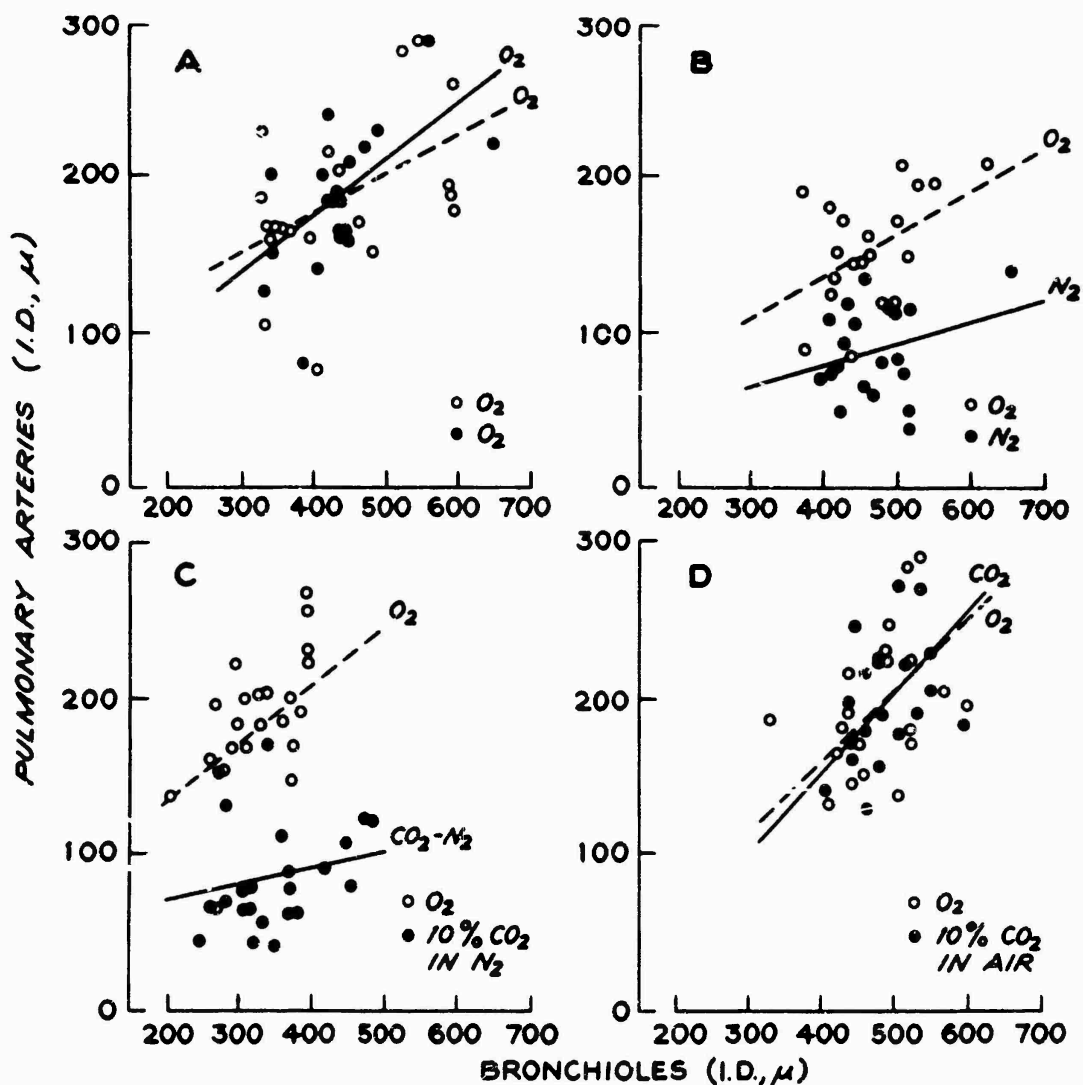 PULMONARY ARTERIES (I.D., μ)
A
300
200
100
0
200 300 400 500 600 700
O₂
O₂
O₂
O₂
B
300
200
100
0
200 300 400 500 600 700
O₂
N₂
O₂
N₂
C
300
200
100
0
200 300 400 500 600 700
O₂
CO₂-N₂
O₂
10% CO₂
IN N₂
D
300
200
100
0
200 300 400 500 600 700
CO₂
O₂
O₂
10% CO₂
IN AIR
BRONCHIOLES (I.D., μ)